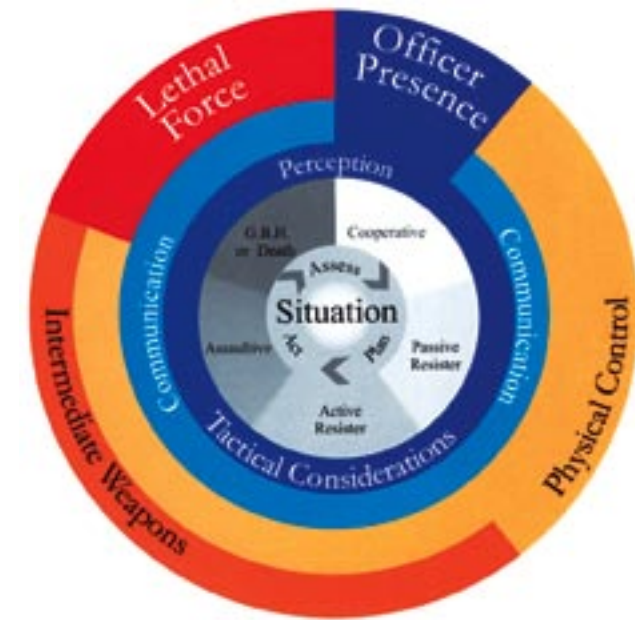 Lethal
Force
Officer
Presence
Perception
G.B.H.
or Death
Cooperative
Assess
Communication
Situation
Communication
Assaultive
Act
Plan
Passive
Resister
Active
Resister
Tactical Considerations
Intermediate Weapons
Physical Control